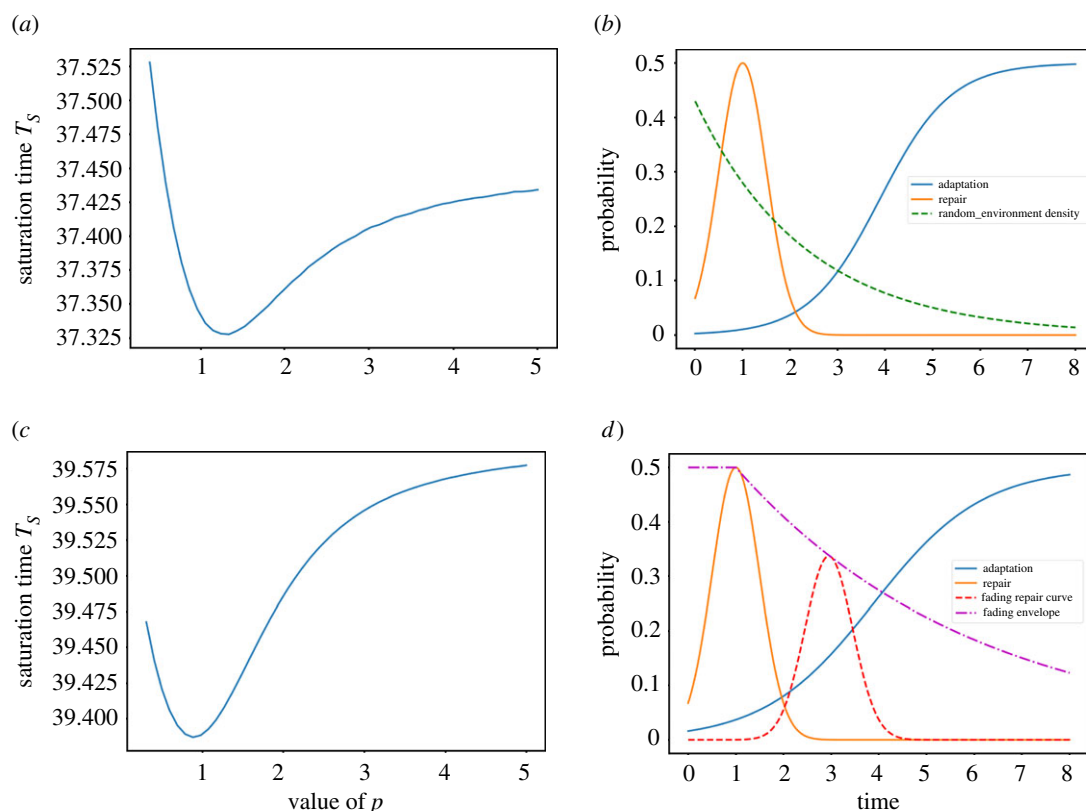 (a)
saturation time T_S
37.525
37.500
37.475
37.450
37.425
37.400
37.375
37.350
37.325
1 2 3 4 5
(b)
probability
0.5
0.4
0.3
0.2
0.1
0
adaptation
repair
random_environment density
0 1 2 3 4 5 6 7 8
(c)
saturation time T_S
39.575
39.550
39.525
39.500
39.475
39.450
39.425
39.400
1 2 3 4 5
value of p
d)
probability
0.5
0.4
0.3
0.2
0.1
0
adaptation
repair
fading repair curve
fading envelope
0 1 2 3 4 5 6 7 8
time